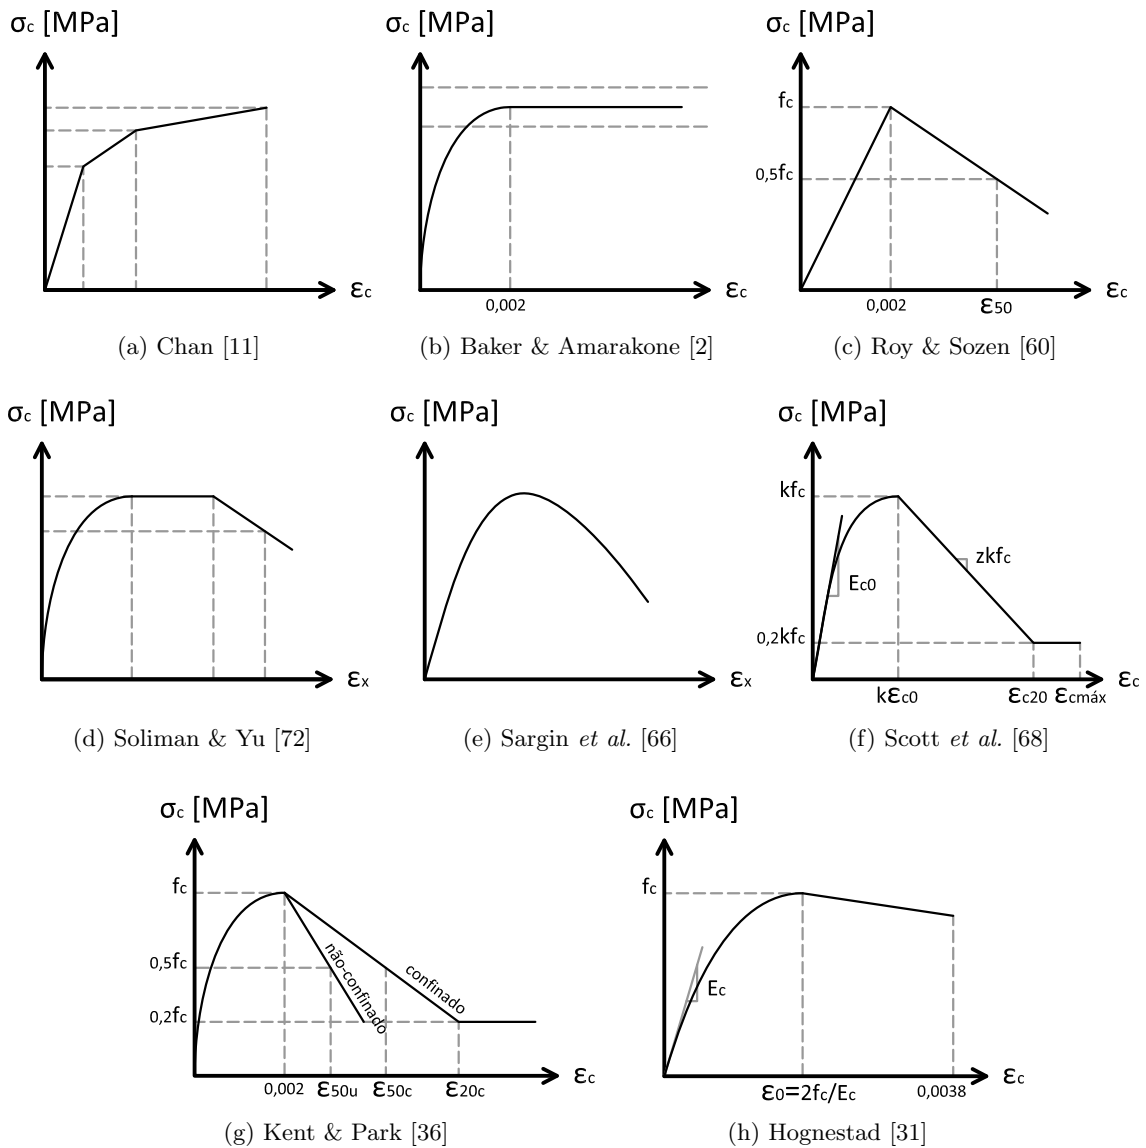 σc [MPa]
εc
(a) Chan [11]
σc [MPa]
0,002
εc
(b) Baker & Amarakone [2]
σc [MPa]
fc
0,5fc
0,002
ε50
εc
(c) Roy & Sozen [60]
σc [MPa]
εx
(d) Soliman & Yu [72]
σc [MPa]
εx
(e) Sargin et al. [66]
σc [MPa]
kfc
Ec0
zkfc
0,2kfc
kεc0
εc20
εcmáx
εc
(f) Scott et al. [68]
σc [MPa]
fc
não-confinado
confinado
0,5fc
0,2fc
0,002
ε50u
ε50c
ε20c
εc
(g) Kent & Park [36]
σc [MPa]
fc
Ec
ε0=2fc/Ec
0,0038
εc
(h) Hognestad [31]